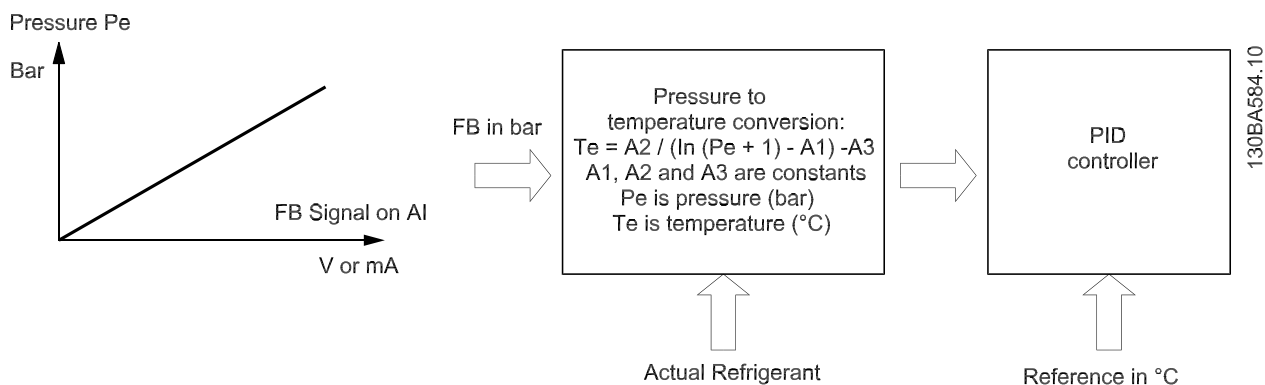 Pressure Pe
Bar
FB Signal on AI
V or mA
FB in bar
Pressure to
temperature conversion:
Te = A2 / (In (Pe + 1) - A1) -A3
A1, A2 and A3 are constants
Pe is pressure (bar)
Te is temperature (°C)
Actual Refrigerant
PID
controller
Reference in °C
130BA584.10